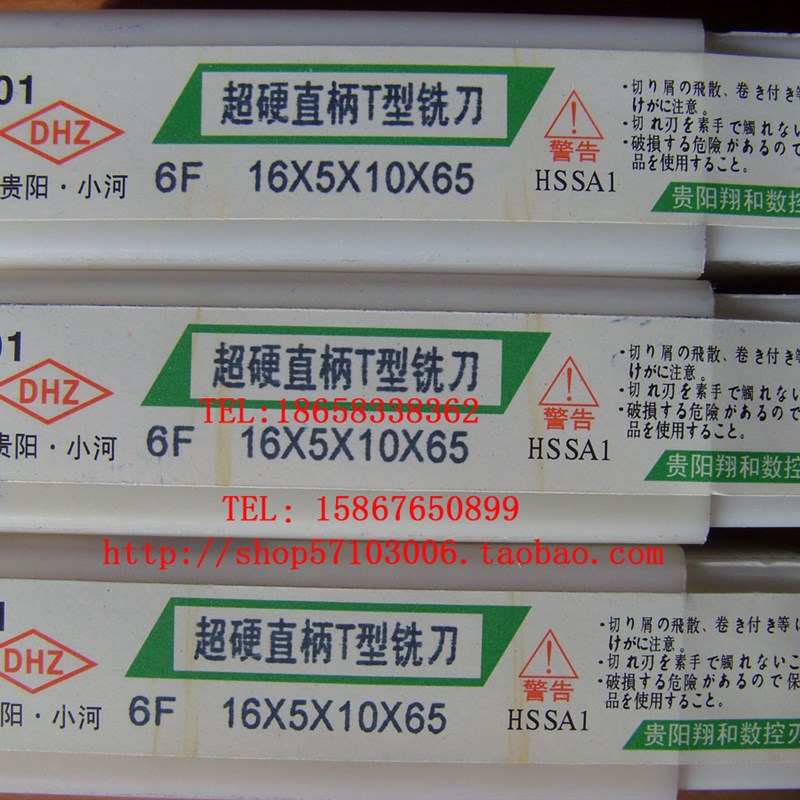 01
DHZ
贵阳·小河
超硬直柄T型铣刀
6F 16X5X10X65
警告
HSSA1
・切り屑の飛散、巻き付き等
けがに注意。
・切れ刃を素手で觸れない
・破損する危險があるので
品を使用すること。
贵阳翔和数控
01
DHZ
贵阳·小河
超硬直柄T型铣刀
TEL:18658338362
6F 16X5X10X65
警告
HSSA1
・切り屑の飛散、巻き付き等
けがに注意。
・切れ刃を素手で觸れない
・破損する危險があるので
品を使用すること。
贵阳翔和数控
TEL: 15867650899
http://shop57103006.taobao.com
DHZ
阳·小河
超硬直柄T型铣刀
6F 16X5X10X65
警告
HSSA1
・切り屑の飛散、巻き付き等に
けがに注意。
・切れ刃を素手で觸れないこ
・破損する危險があるので保
品を使用すること。
贵阳翔和数控刃